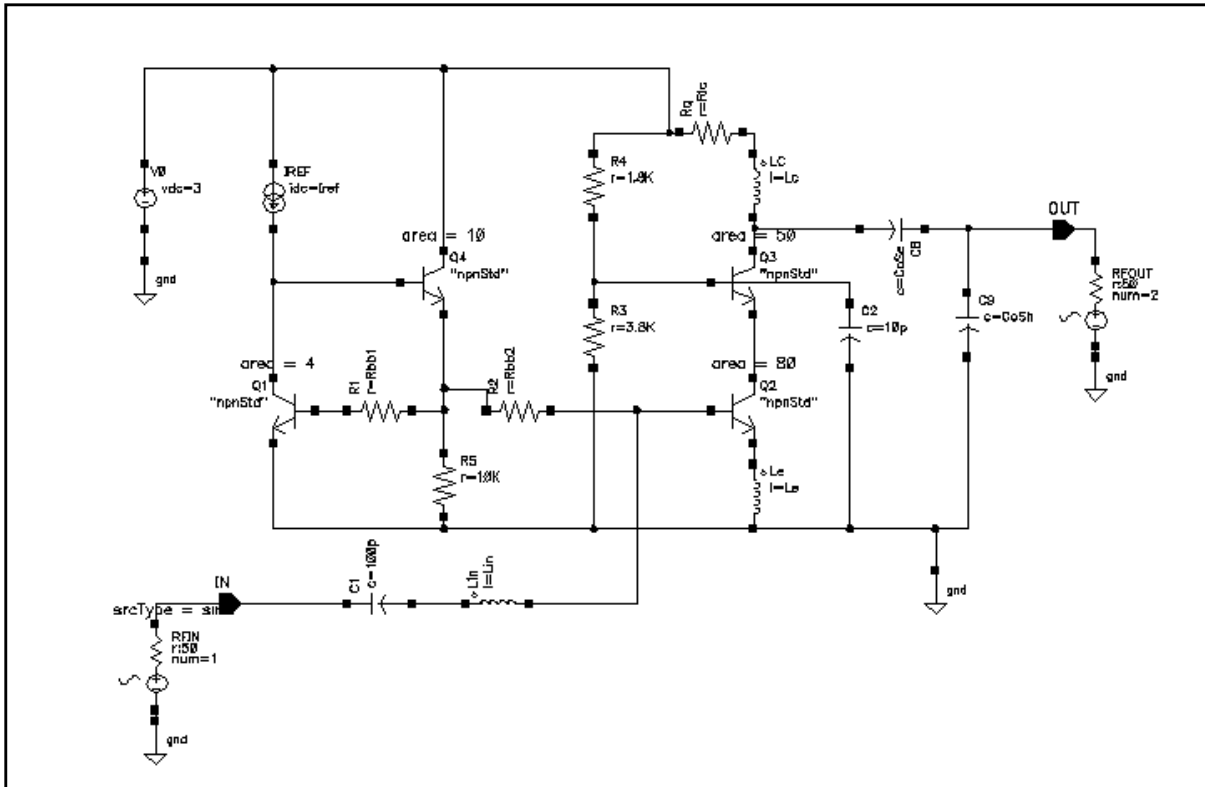 V0
vdc=3
gnd
IREF
idc=Iref
area = 10
Q4
"npnStd"
area = 4
Q1
"npnStd"
R1
r=Rbb1
R2
r=Rbb2
R5
r=10K
R4
R3
r=3.8K
Rq
LC
l=Lc
area = 50
Q3
"npnStd"
C2
c=10p
area = 80
Q2
"npnStd"
Le
l=Le
c=CoSe
C8
C9
c=CoSh
OUT
RFOUT
r:50
num=2
gnd
gnd
IN
C1
c=100p
LIn
l=Lin
srcType = sin
RFIN
r:50
num=1
gnd